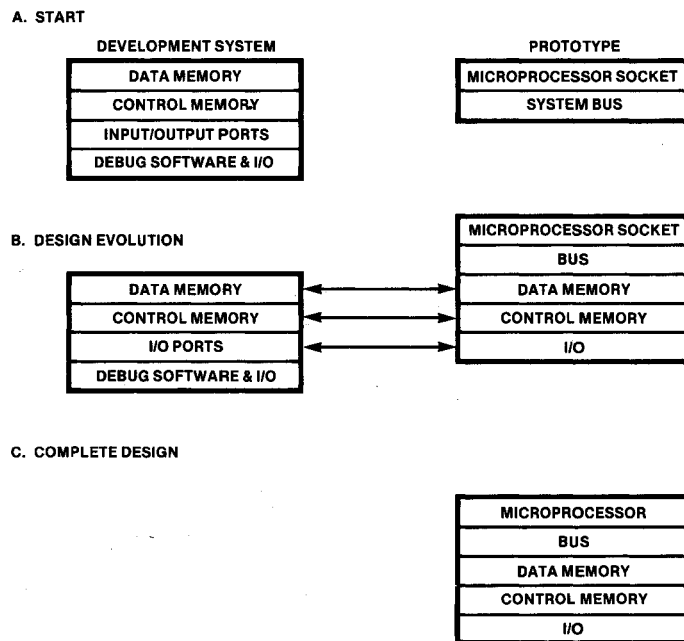 A. START
DEVELOPMENT SYSTEM
DATA MEMORY
CONTROL MEMORY
INPUT/OUTPUT PORTS
DEBUG SOFTWARE & I/O
PROTOTYPE
MICROPROCESSOR SOCKET
SYSTEM BUS
B. DESIGN EVOLUTION
DATA MEMORY
CONTROL MEMORY
I/O PORTS
DEBUG SOFTWARE & I/O
MICROPROCESSOR SOCKET
BUS
DATA MEMORY
CONTROL MEMORY
I/O
C. COMPLETE DESIGN
MICROPROCESSOR
BUS
DATA MEMORY
CONTROL MEMORY
I/O